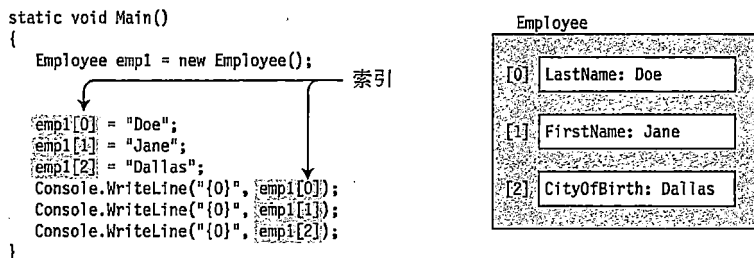 static void Main()
{
Employee emp1 = new Employee();
索引
emp1[0] = "Doe";
emp1[1] = "Jane";
emp1[2] = "Dallas";
Console.WriteLine("{0}", emp1[0]);
Console.WriteLine("{0}", emp1[1]);
Console.WriteLine("{0}", emp1[2]);
}
Employee
[0] LastName: Doe
[1] FirstName: Jane
[2] CityOfBirth: Dallas